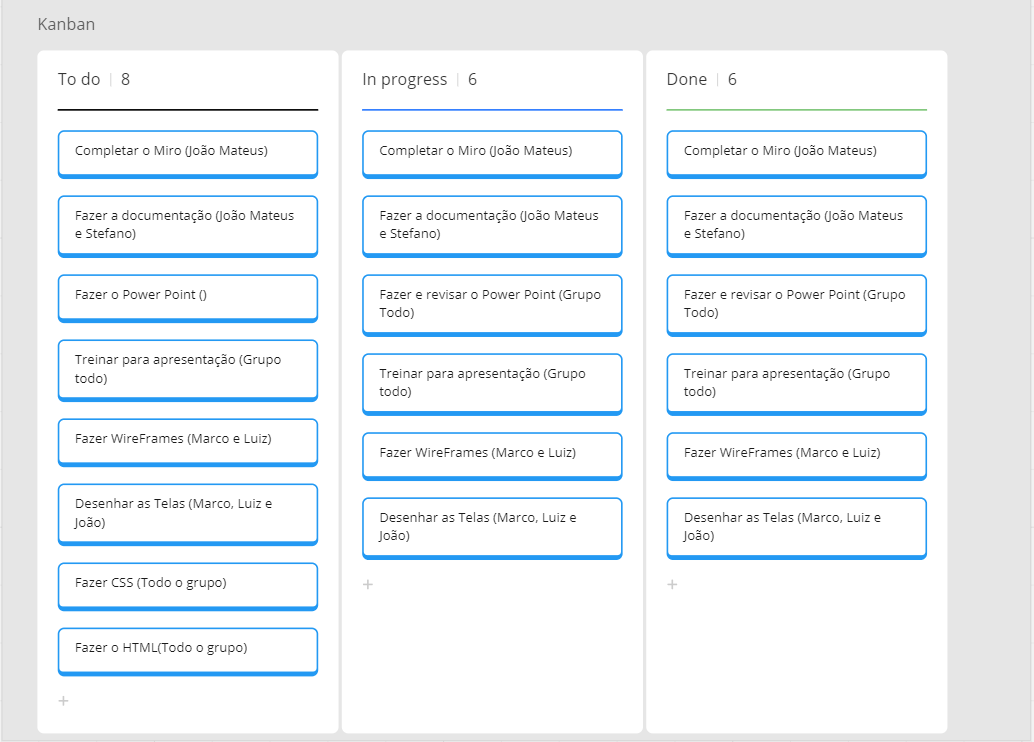 Kanban
To do | 8
Completar o Miro (João Mateus)
Fazer a documentação (João Mateus
e Stefano)
Fazer o Power Point ()
Treinar para apresentação (Grupo
todo)
Fazer WireFrames (Marco e Luiz)
Desenhar as Telas (Marco, Luiz e
João)
Fazer CSS (Todo o grupo)
Fazer o HTML(Todo o grupo)
+
In progress | 6
Completar o Miro (João Mateus)
Fazer a documentação (João Mateus
e Stefano)
Fazer e revisar o Power Point (Grupo
Todo)
Treinar para apresentação (Grupo
todo)
Fazer WireFrames (Marco e Luiz)
Desenhar as Telas (Marco, Luiz e
João)
+
Done | 6
Completar o Miro (João Mateus)
Fazer a documentação (João Mateus
e Stefano)
Fazer e revisar o Power Point (Grupo
Todo)
Treinar para apresentação (Grupo
todo)
Fazer WireFrames (Marco e Luiz)
Desenhar as Telas (Marco, Luiz e
João)
+